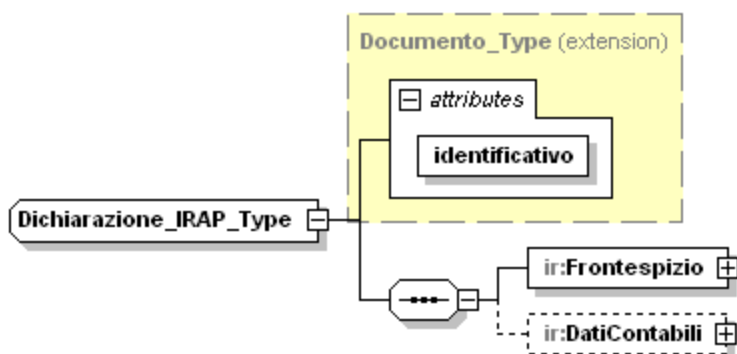 Documento_Type (extension)
attributes
identificativo
Dichiarazione_IRAP_Type
ir:Frontespizio
ir:DatiContabili